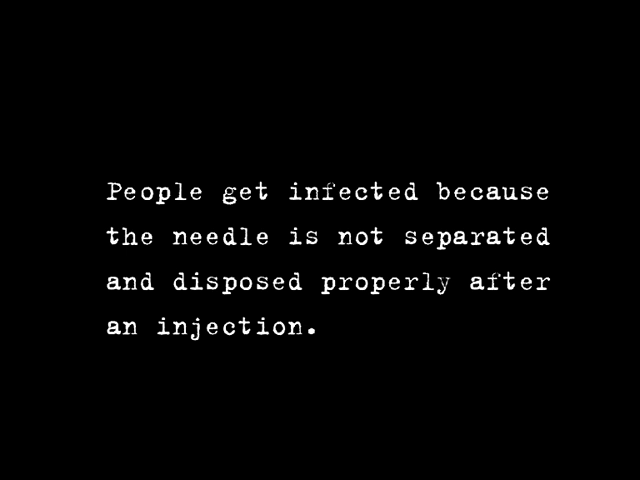 People get infected because
the needle is not separated
and disposed properly after
an injection.